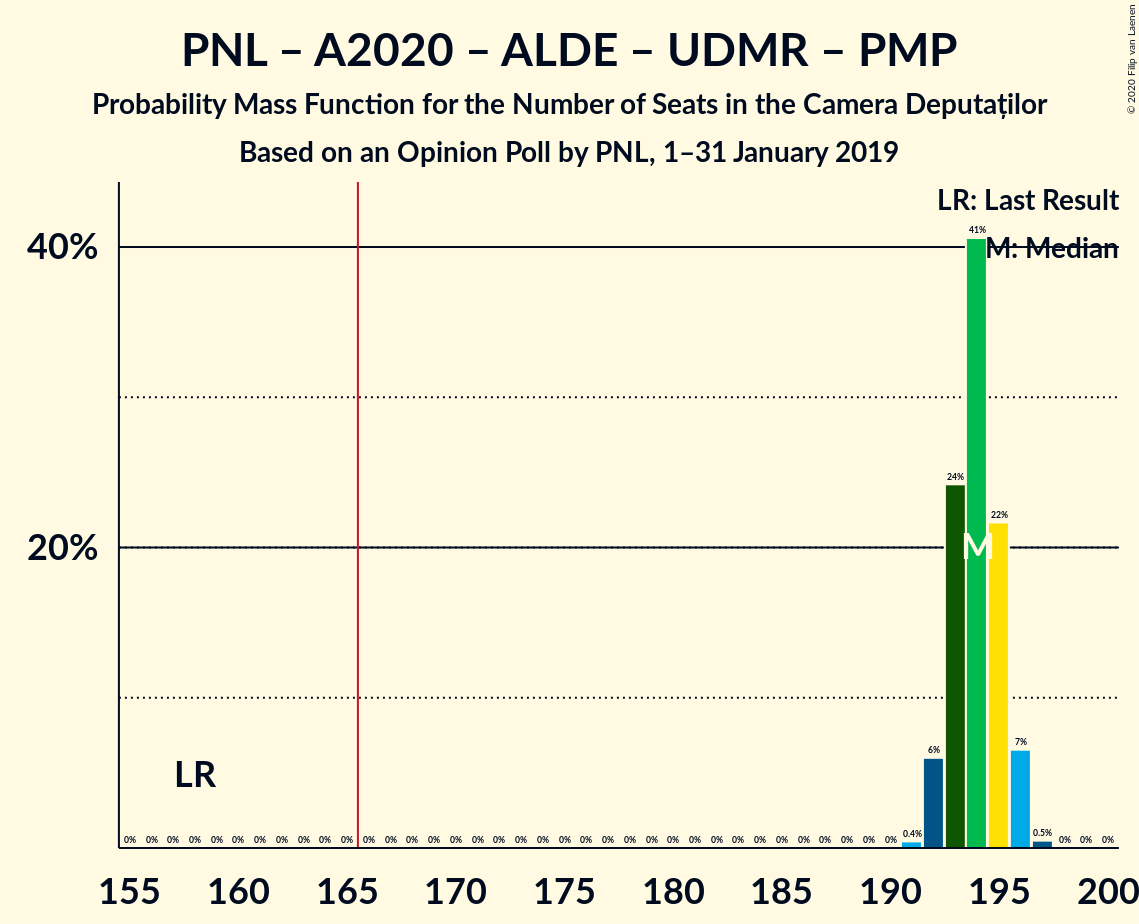 PNL – A2020 – ALDE – UDMR – PMP
Probability Mass Function for the Number of Seats in the Camera Deputaților
Based on an Opinion Poll by PNL, 1–31 January 2019
© 2020 Filip van Laenen
LR: Last Result
M: Median
40%
20%
41%
24%
22%
M
6%
7%
LR
0% 0% 0% 0% 0% 0% 0% 0% 0% 0% 0% 0% 0% 0% 0% 0% 0% 0% 0% 0% 0% 0% 0% 0% 0% 0% 0% 0% 0% 0% 0% 0% 0% 0% 0% 0% 0.4% 0.5% 0% 0% 0%
155 160 165 170 175 180 185 190 195 200